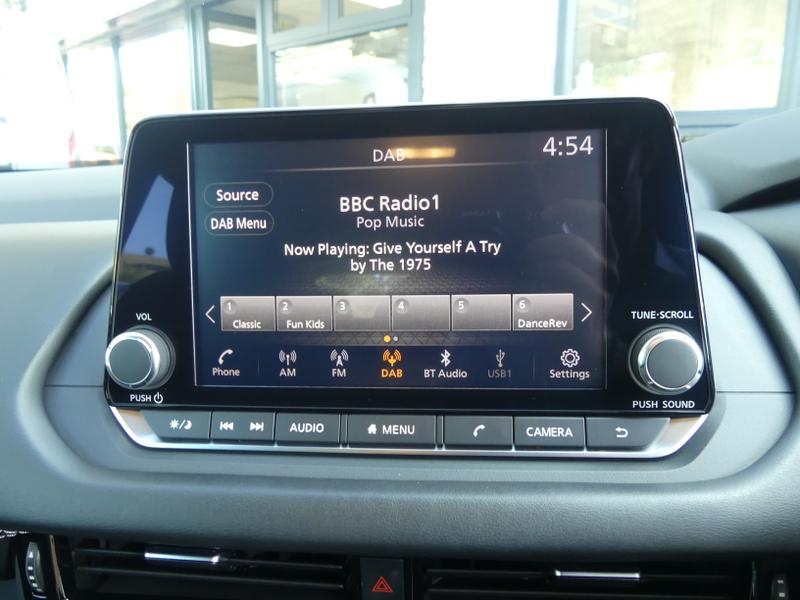 DAB
4:54
Source
DAB Menu
BBC Radio1
Pop Music
Now Playing: Give Yourself A Try
by The 1975
1 Classic
2 Fun Kids
3
4
5
6 DanceRev
Phone
AM
FM
DAB
BT Audio
USB1
Settings
VOL
PUSH
TUNE·SCROLL
PUSH SOUND
AUDIO
MENU
CAMERA